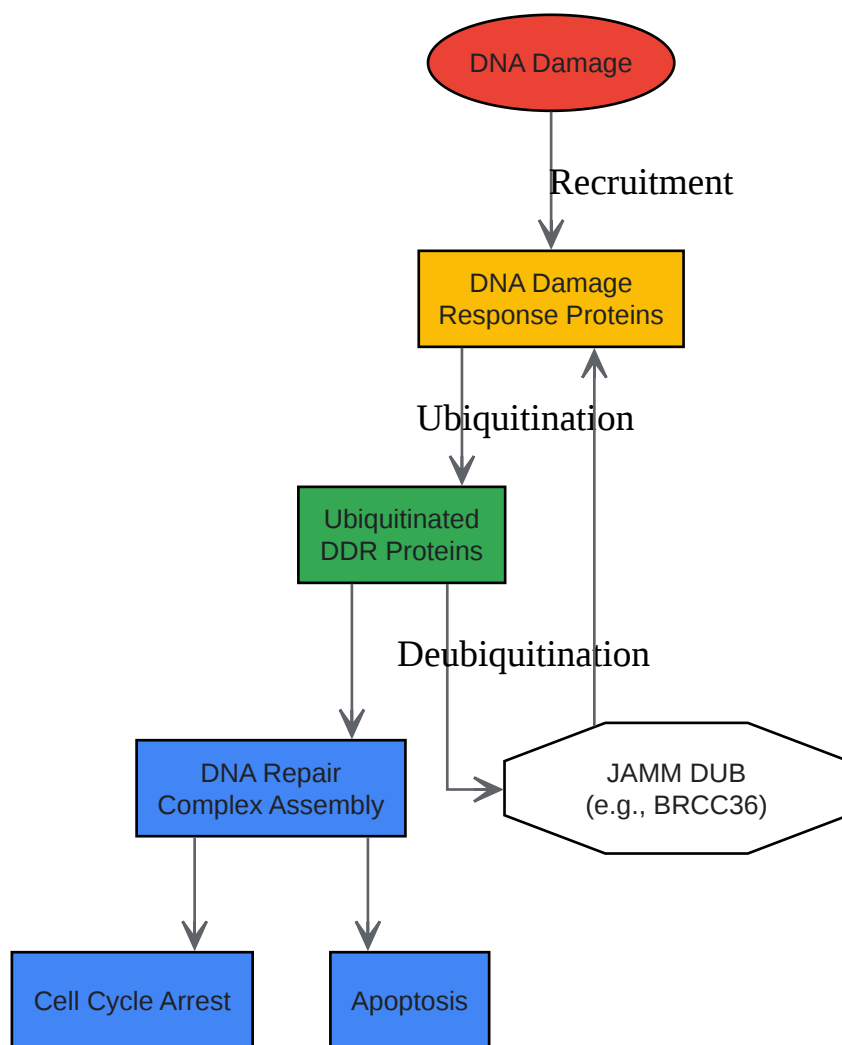 DNA Damage
Recruitment
DNA Damage
Response Proteins
Ubiquitination
Ubiquitinated
DDR Proteins
Deubiquitination
DNA Repair
Complex Assembly
JAMM DUB
(e.g., BRCC36)
Cell Cycle Arrest
Apoptosis